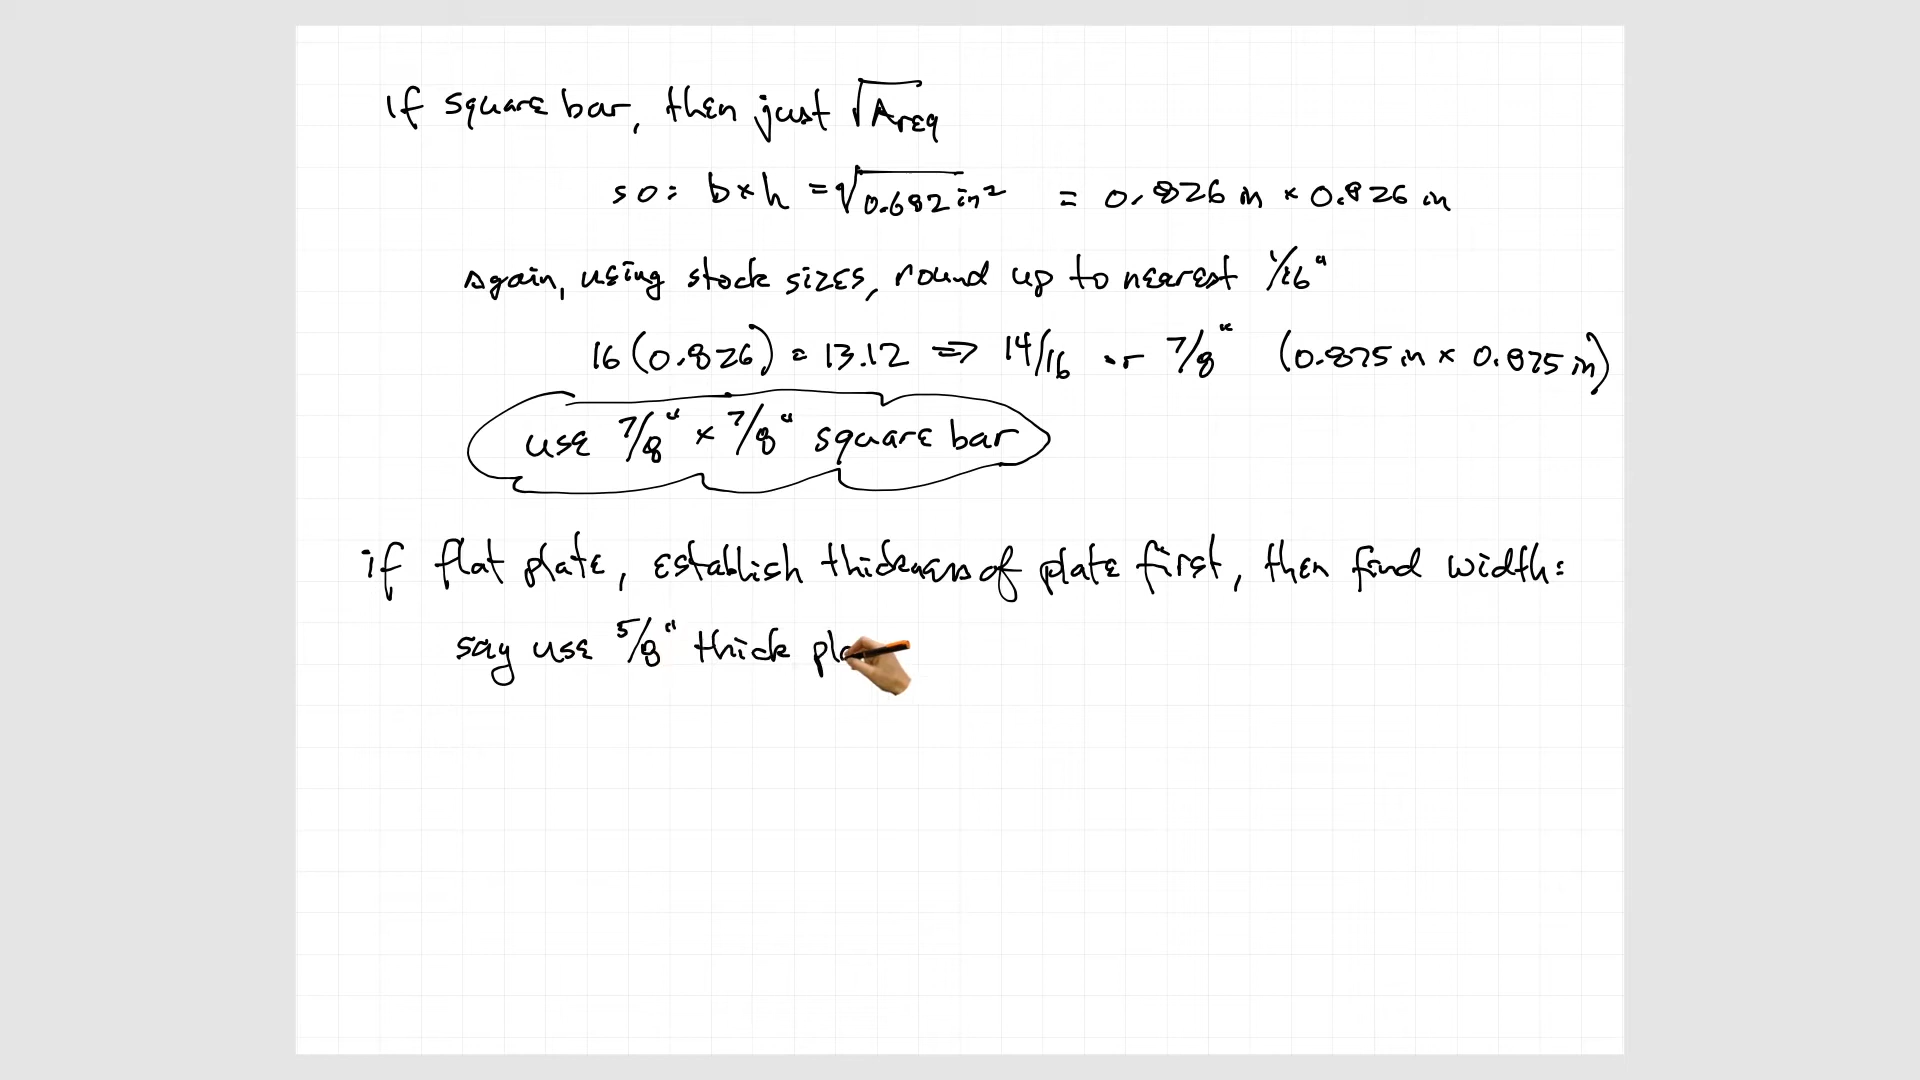 if square bar, then just √Areq
so: b × h = √0.682 in² = 0.826 in × 0.826 in
again, using stock sizes, round up to nearest 1/16"
16(0.826) = 13.12 ⇒ 14/16 or 7/8" (0.875 in × 0.875 in)
use 7/8" × 7/8" square bar
if flat plate, establish thickness of plate first, then find width:
say use 5/8" thick pla